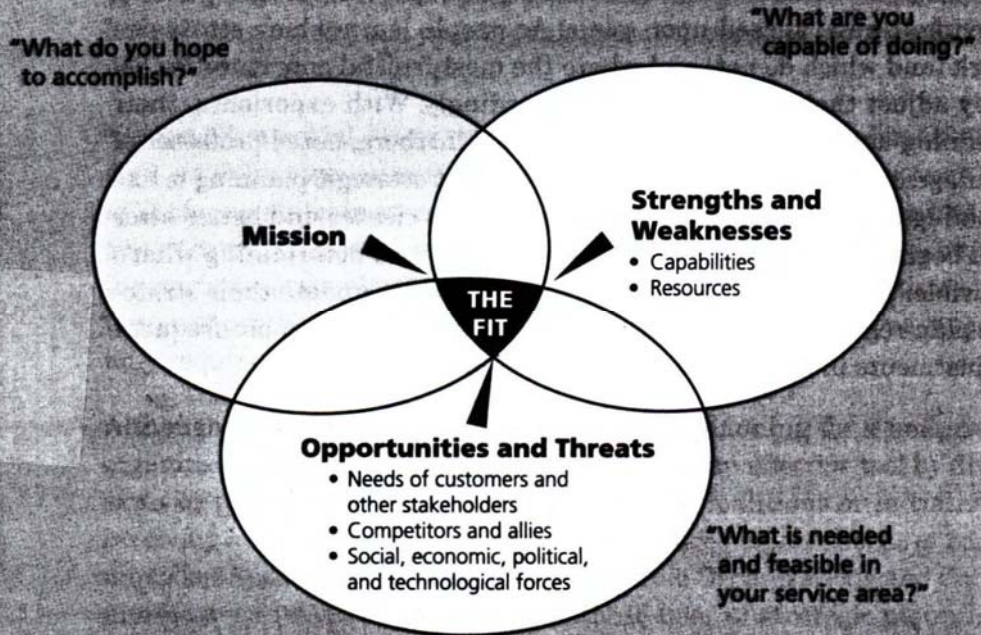 "What do you hope
to accomplish?"
"What are you
capable of doing?"
Mission
Strengths and
Weaknesses
• Capabilities
• Resources
THE
FIT
Opportunities and Threats
• Needs of customers and
other stakeholders
• Competitors and allies
• Social, economic, political,
and technological forces
"What is needed
and feasible in
your service area?"